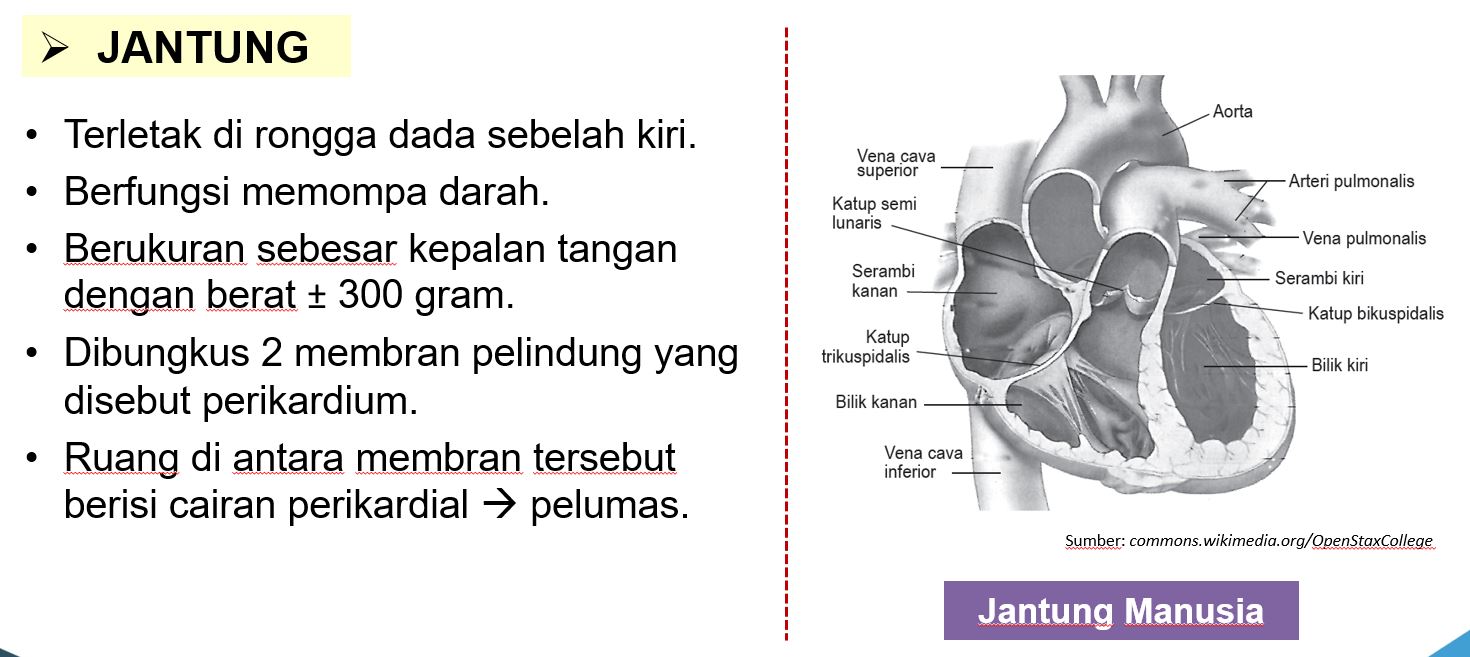 ➢ JANTUNG
• Terletak di rongga dada sebelah kiri.
• Berfungsi memompa darah.
• Berukuran sebesar kepalan tangan
dengan berat ± 300 gram.
• Dibungkus 2 membran pelindung yang
disebut perikardium.
• Ruang di antara membran tersebut
berisi cairan perikardial → pelumas.
Aorta
Vena cava
superior
Arteri pulmonalis
Katup semi
lunaris
Vena pulmonalis
Serambi
kanan
Serambi kiri
Katup bikuspidalis
Katup
trikuspidalis
Bilik kiri
Bilik kanan
Vena cava
inferior
Sumber: commons.wikimedia.org/OpenStaxCollege
Jantung Manusia